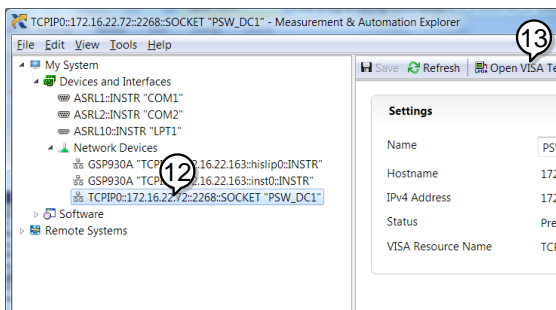 TCPIP0::172.16.22.72::2268::SOCKET "PSW_DC1" - Measurement & Automation Explorer
13
File Edit View Tools Help
My System
Save Refresh Open VISA Te
Devices and Interfaces
ASRL1::INSTR "COM1"
Settings
ASRL2::INSTR "COM2"
ASRL10::INSTR "LPT1"
Name PS
Network Devices
GSP930A "TCPI 2.16.22.163::hislip0::INSTR"
Hostname 172
12
GSP930A "TCP 2.16.22.163::inst0::INSTR"
IPv4 Address 172
TCPIP0::172.16.22.72::2268::SOCKET "PSW_DC1"
Status Pre
Software
Remote Systems
VISA Resource Name TCP